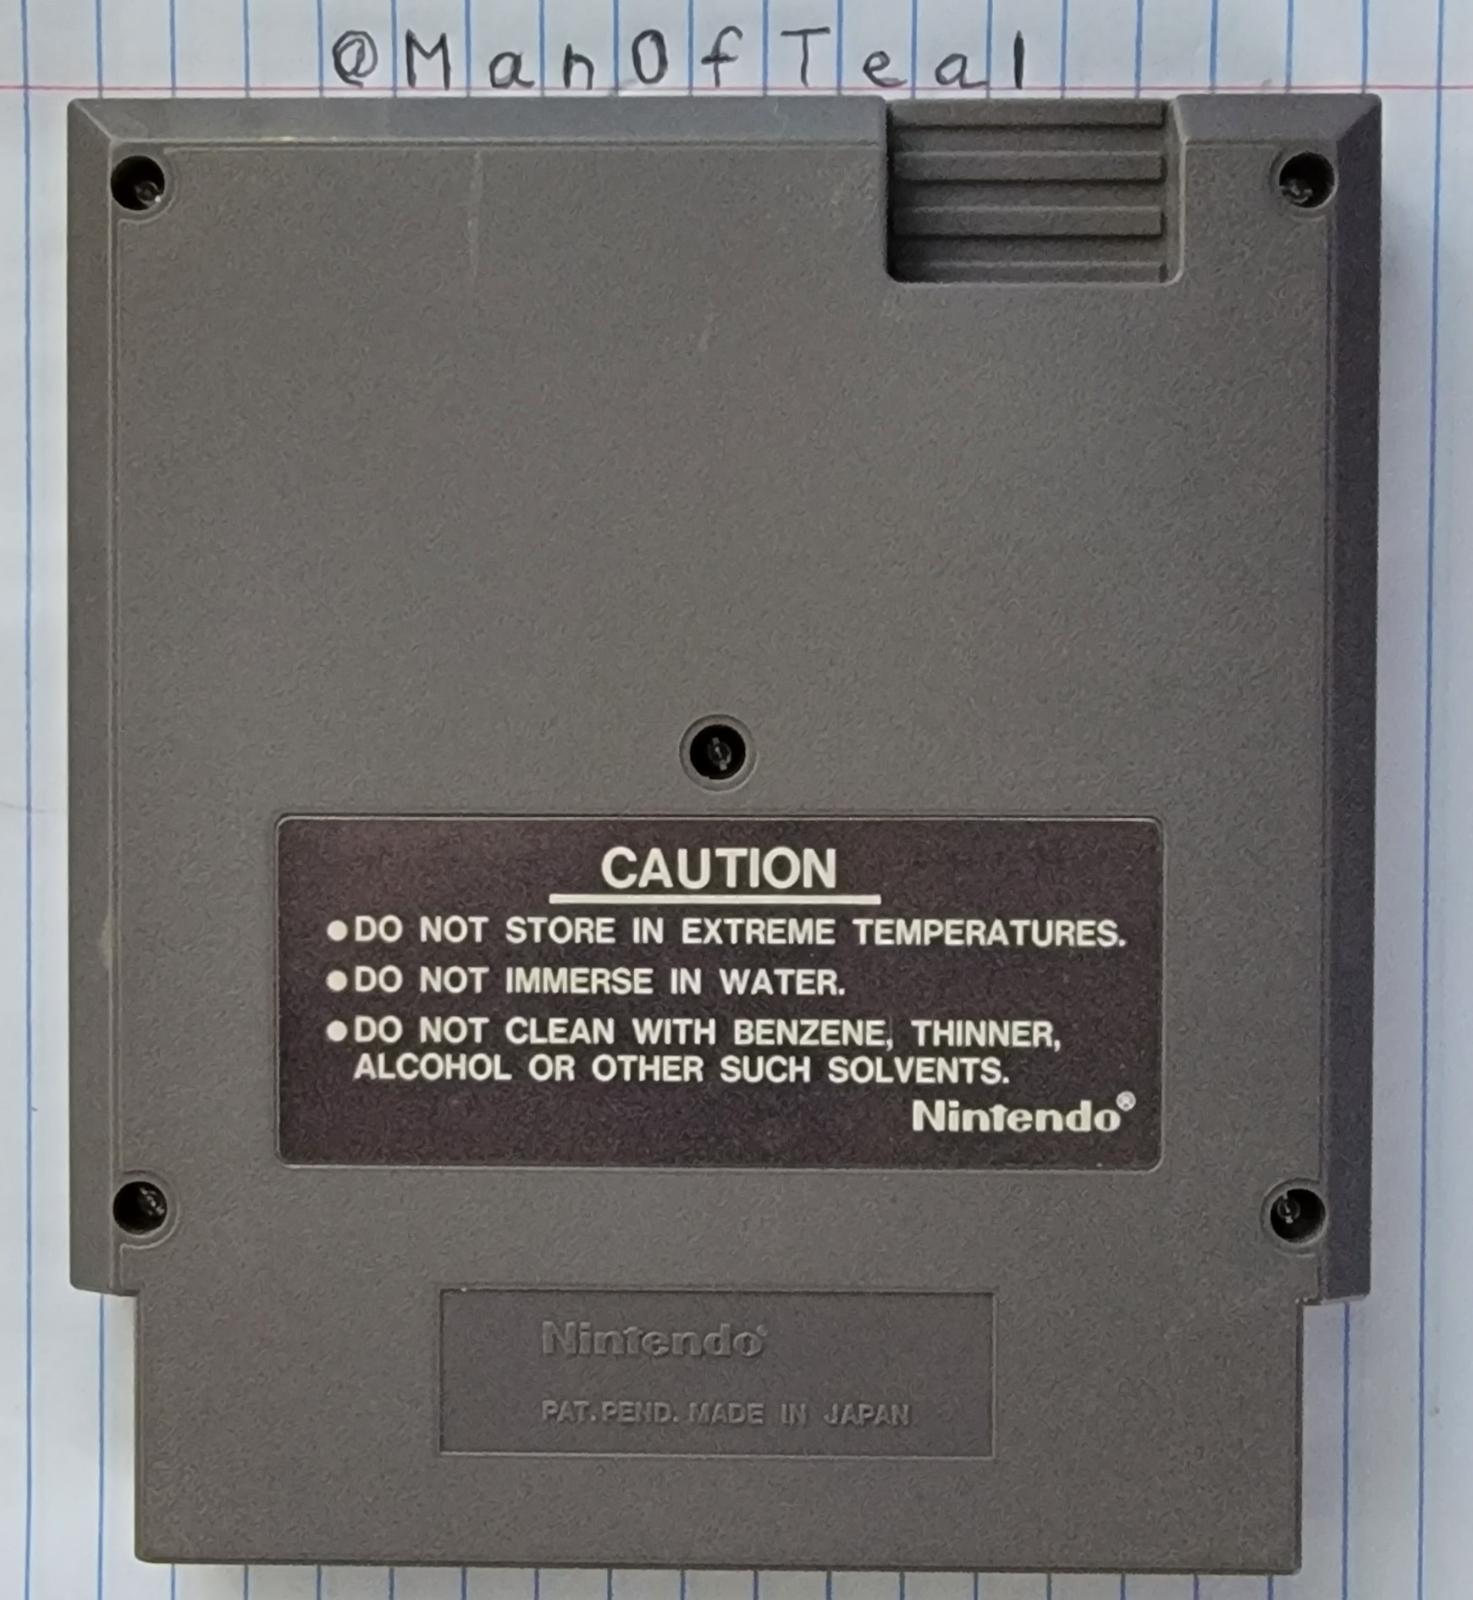 @ManOfTeal
CAUTION
●DO NOT STORE IN EXTREME TEMPERATURES.
●DO NOT IMMERSE IN WATER.
●DO NOT CLEAN WITH BENZENE, THINNER,
ALCOHOL OR OTHER SUCH SOLVENTS.
Nintendo®
Nintendo®
PAT. PEND. MADE IN JAPAN